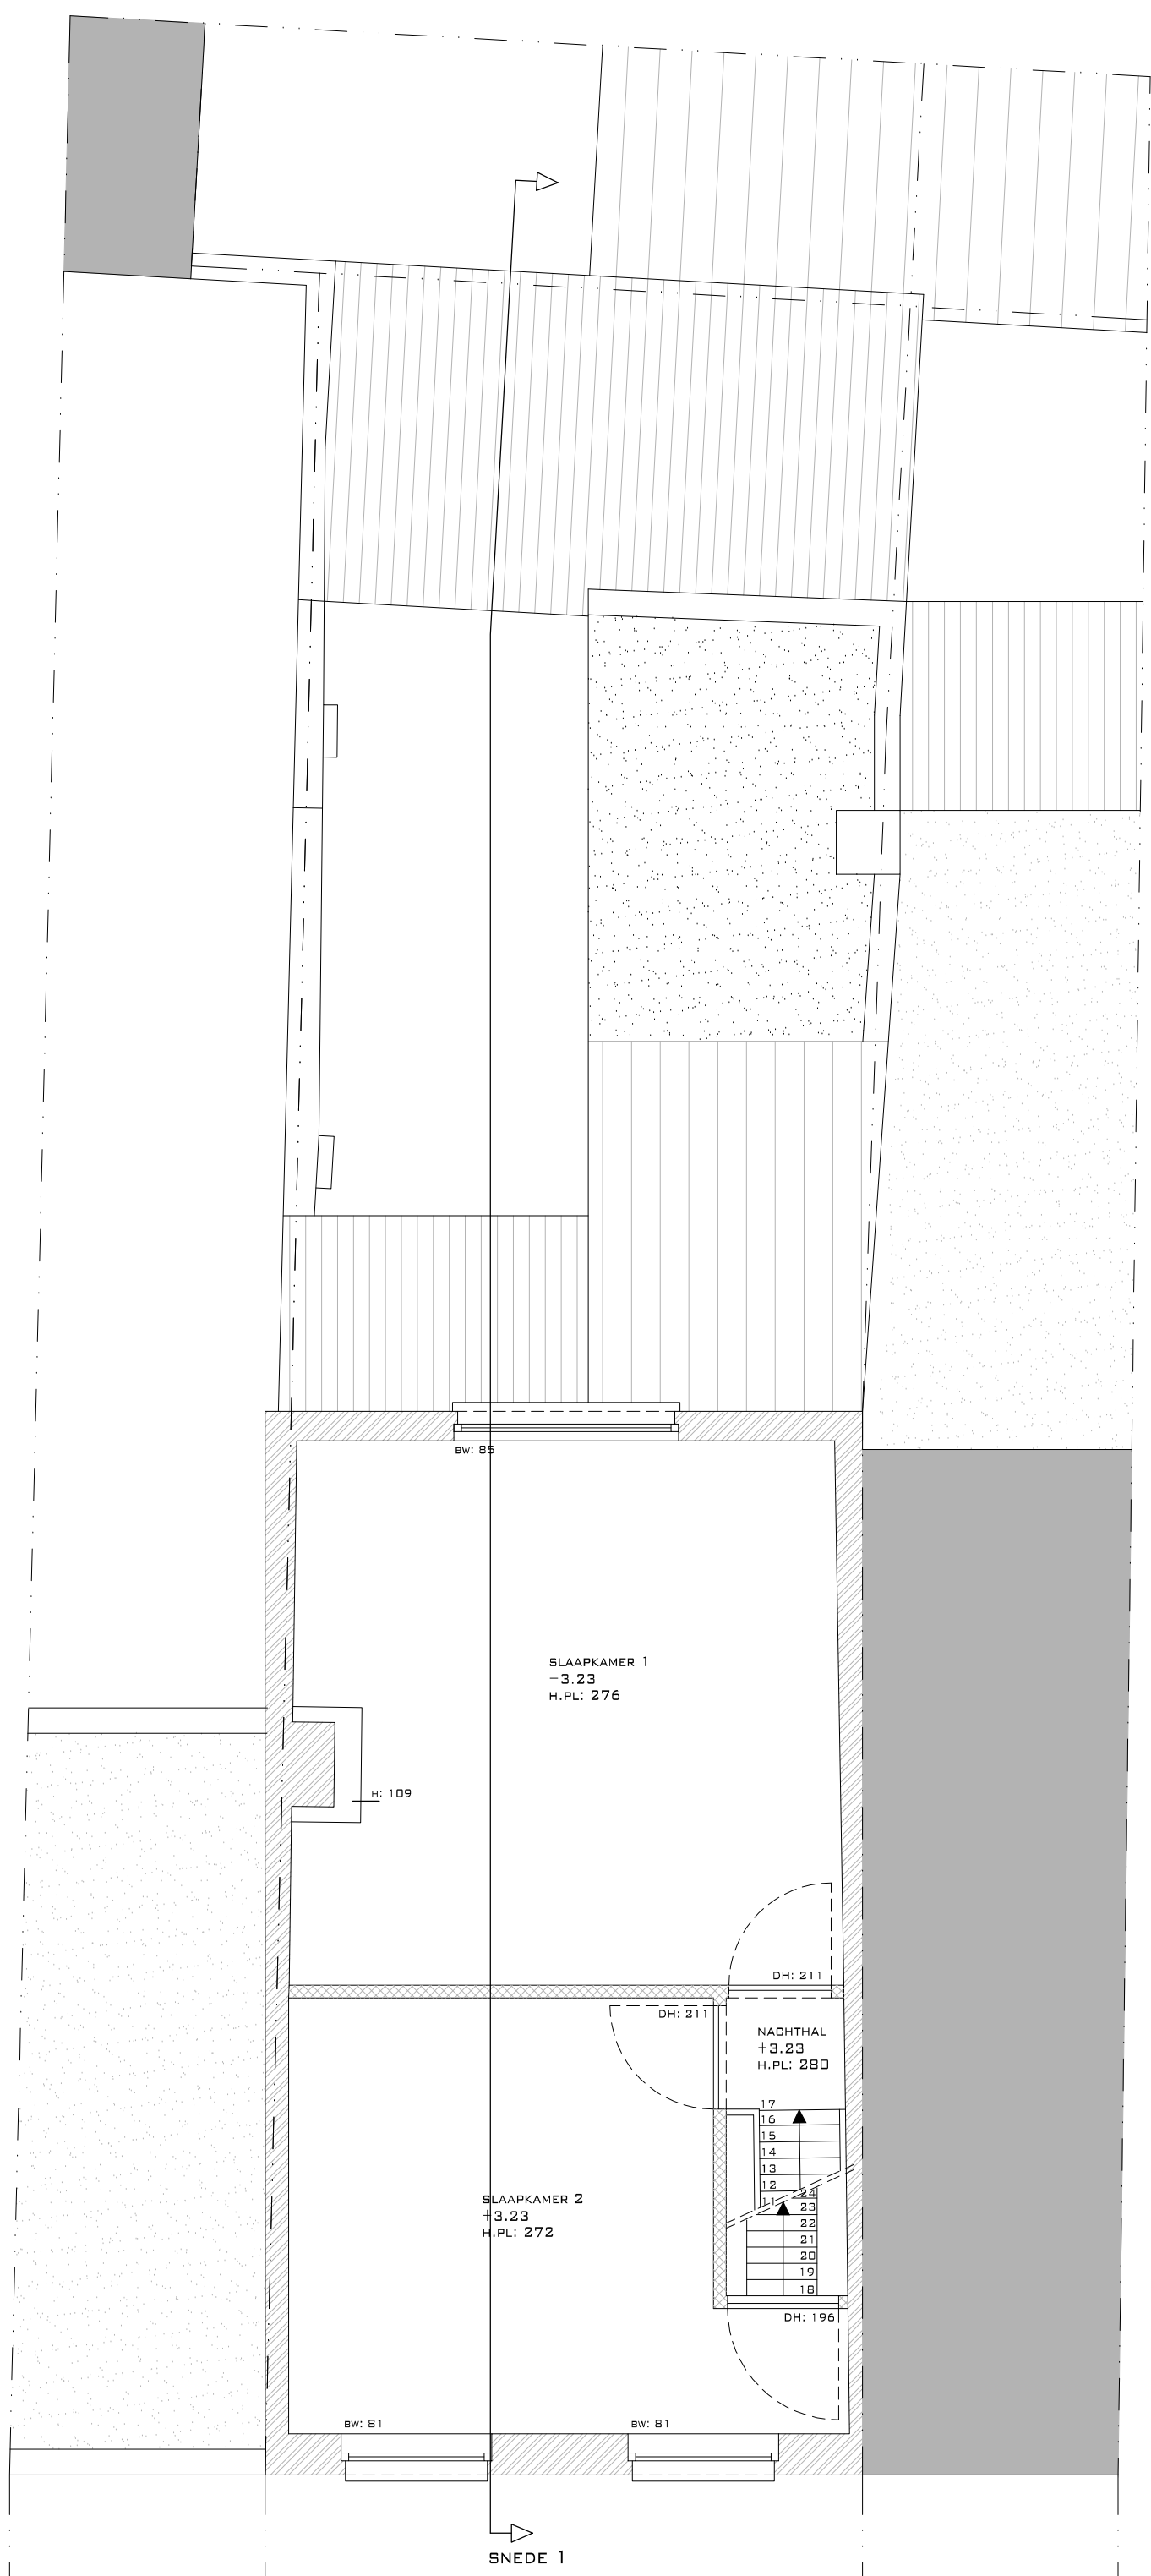 BW: 85
SLAAPKAMER 1
+3.23
H.PL: 276
H: 109
DH: 211
DH: 211
NACHTHAL
+3.23
H.PL: 280
17
16
15
14
13
12
11
24
23
22
21
20
19
18
SLAAPKAMER 2
+3.23
H.PL: 272
DH: 196
BW: 81
BW: 81
SNEDE 1